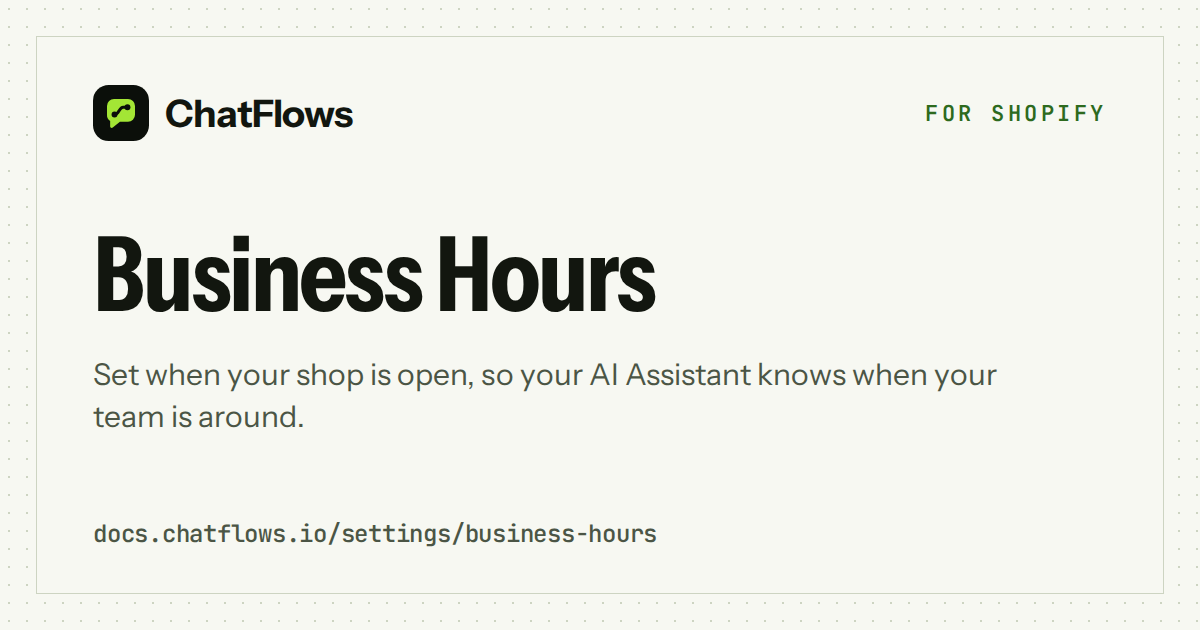 ChatFlows
FOR SHOPIFY
Business Hours
Set when your shop is open, so your AI Assistant knows when your
team is around.
docs.chatflows.io/settings/business-hours